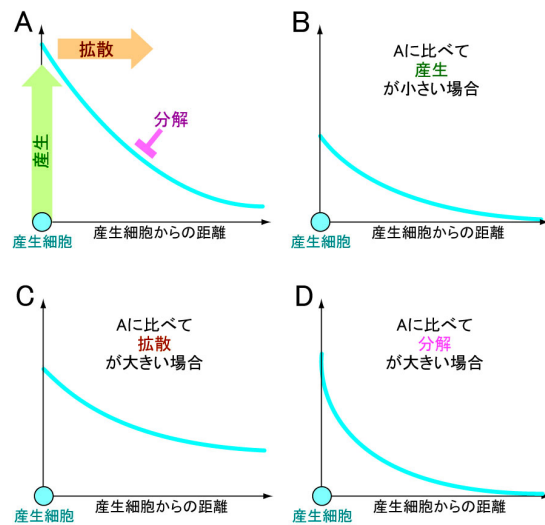 A
拡散
分解
産生
産生細胞
産生細胞からの距離
B
Aに比べて
産生
が小さい場合
産生細胞
産生細胞からの距離
C
Aに比べて
拡散
が大きい場合
産生細胞
産生細胞からの距離
D
Aに比べて
分解
が大きい場合
産生細胞
産生細胞からの距離